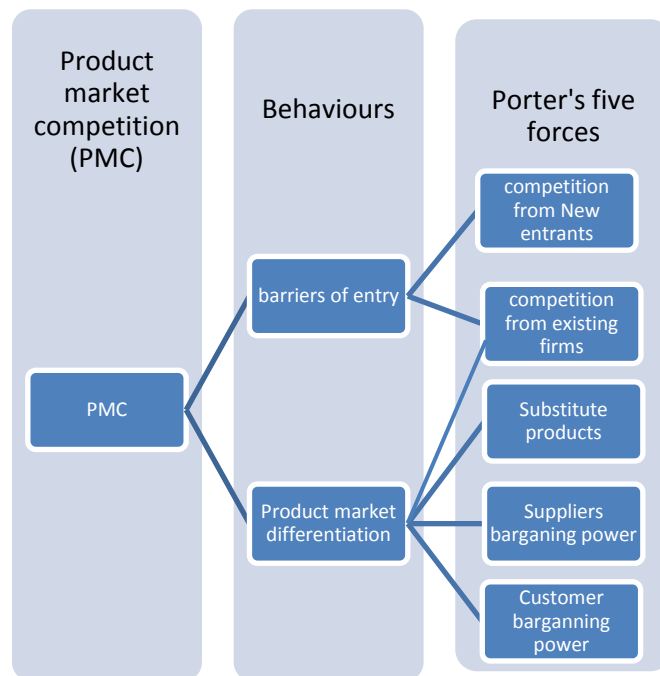 Product
market
competition
(PMC)
Behaviours
Porter's five
forces
competition
from New
entrants
barriers of entry
competition
from existing
firms
PMC
Substitute
products
Product market
differentiation
Suppliers
barganing power
Customer
barganning
power